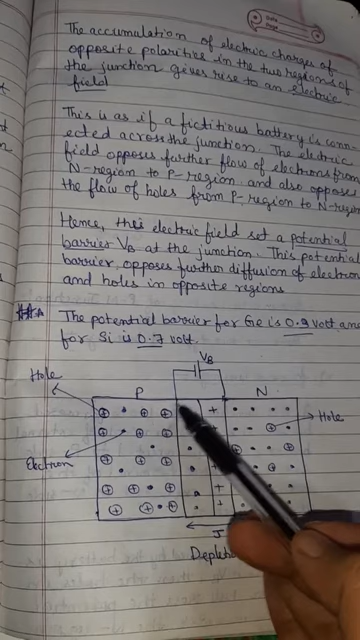 Date
Page
The accumulation of electric charges of
opposite polarities in the two regions of
the junction gives rise to an electric
field
This is as if a fictitious battery is conn-
ected across the junction. The electric
field opposes further flow of electrons from
N-region to P-region and also opposes
the flow of holes from P-region to N-region
Hence, this electric field set a potential
barrier VB at the junction. This potential
barrier, opposes further diffusion of electron
and holes in opposite regions
The potential barrier for Ge is 0.9 volt and
for Si is 0.7 volt.
VB
Hole
P
N
Hole
Electron
J